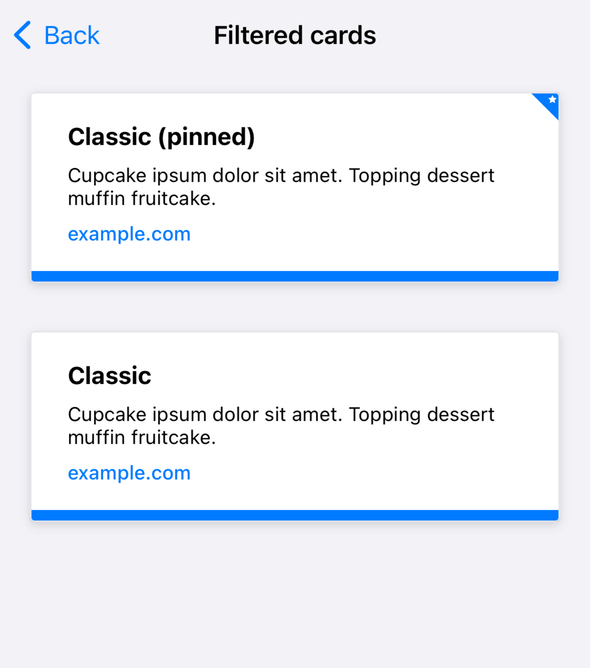 Back
Filtered cards
Classic (pinned)
Cupcake ipsum dolor sit amet. Topping dessert
muffin fruitcake.
example.com
Classic
Cupcake ipsum dolor sit amet. Topping dessert
muffin fruitcake.
example.com